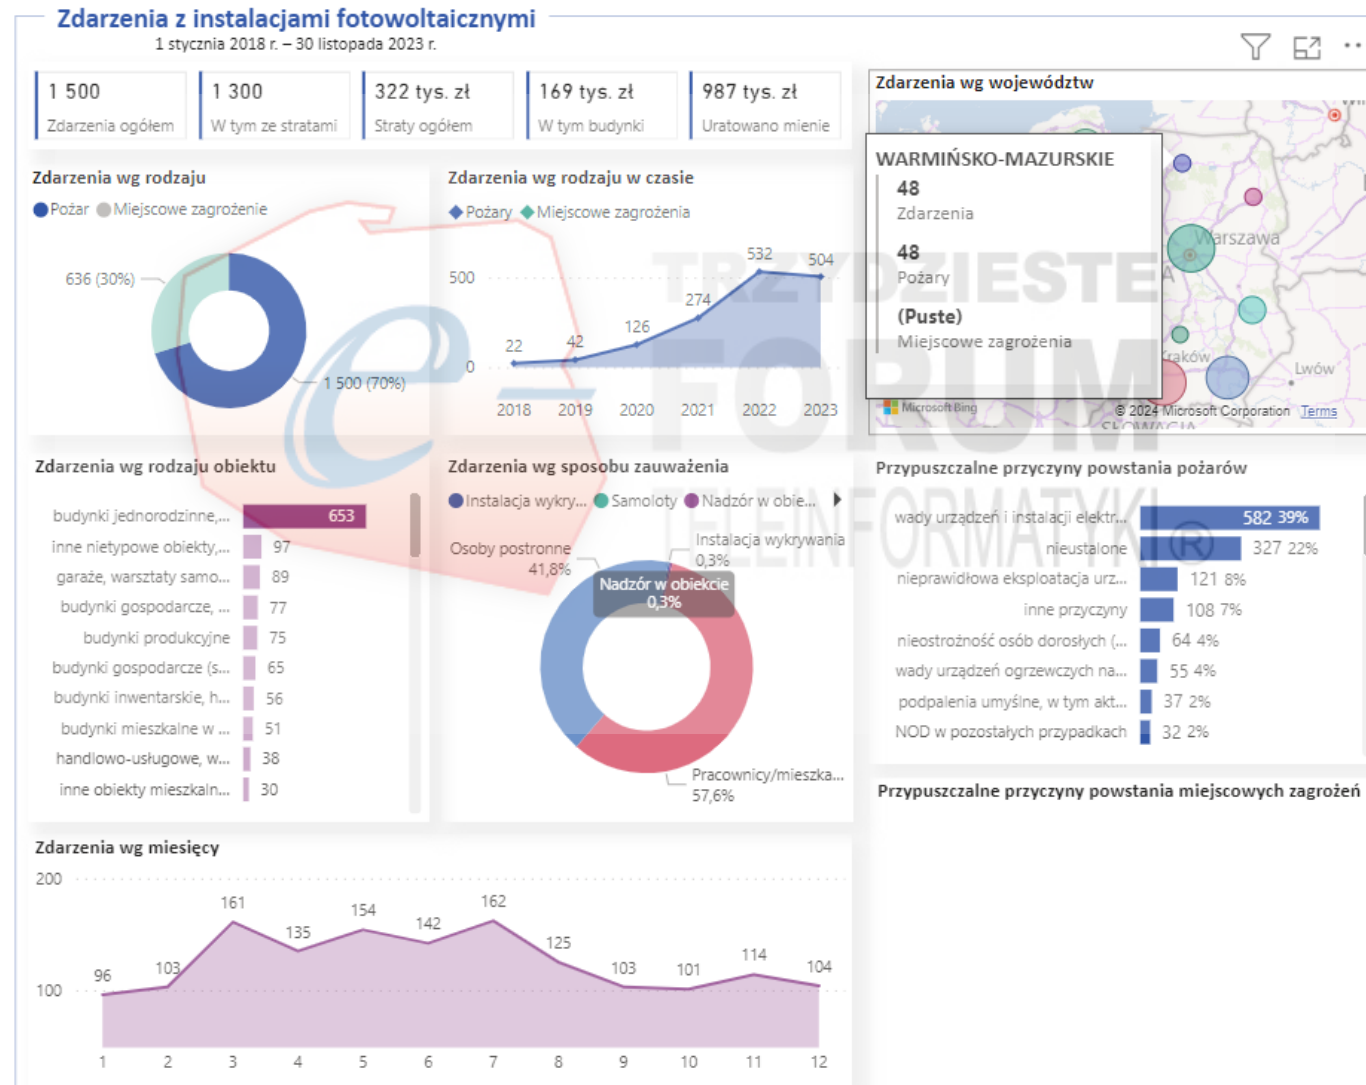 Zdarzenia z instalacjami fotowoltaicznymi
1 stycznia 2018 r. – 30 listopada 2023 r.
1 500
Zdarzenia ogółem
1 300
W tym ze stratami
322 tys. zł
Straty ogółem
169 tys. zł
W tym budynki
987 tys. zł
Uratowano mienie
Zdarzenia wg rodzaju
Pożar
Miejscowe zagrożenie
636 (30%)
1 500 (70%)
Zdarzenia wg rodzaju w czasie
Pożary
Miejscowe zagrożenia
500
0
22
42
126
274
532
504
2018
2019
2020
2021
2022
2023
Zdarzenia wg województw
WARMIŃSKO-MAZURSKIE
48
Zdarzenia
48
Pożary
(Puste)
Miejscowe zagrożenia
Warszawa
Kraków
Lwów
Microsoft Bing
© 2024 Microsoft Corporation Terms
SŁOWACJA
TRZYDZIESTE
FORUM
TELEINFORMATYKI ®
e-
Zdarzenia wg rodzaju obiektu
budynki jednorodzinne,... 653
inne nietypowe obiekty,... 97
garaże, warsztaty samo... 89
budynki gospodarcze, ... 77
budynki produkcyjne 75
budynki gospodarcze (s... 65
budynki inwentarskie, h... 56
budynki mieszkalne w ... 51
handlowo-usługowe, w... 38
inne obiekty mieszkaln... 30
Zdarzenia wg sposobu zauważenia
Instalacja wykry...
Samoloty
Nadzór w obie...
Osoby postronne
41,8%
Instalacja wykrywania
0,3%
Nadzór w obiekcie
0,3%
Pracownicy/mieszka...
57,6%
Przypuszczalne przyczyny powstania pożarów
wady urządzeń i instalacji elektr... 582 39%
nieustalone 327 22%
nieprawidłowa eksploatacja urz... 121 8%
inne przyczyny 108 7%
nieostrożność osób dorosłych (... 64 4%
wady urządzeń ogrzewczych na... 55 4%
podpalenia umyślne, w tym akt... 37 2%
NOD w pozostałych przypadkach 32 2%
Przypuszczalne przyczyny powstania miejscowych zagrożeń
Zdarzenia wg miesięcy
200
100
96
103
161
135
154
142
162
125
103
101
114
104
1
2
3
4
5
6
7
8
9
10
11
12